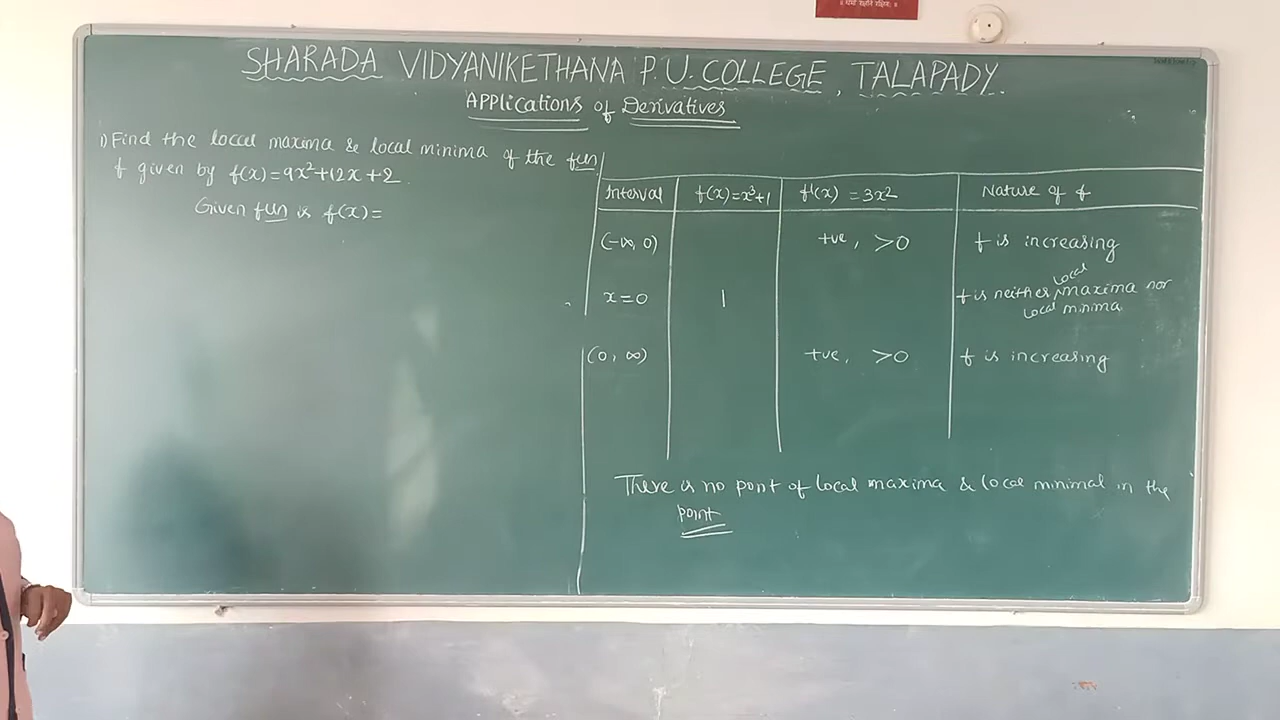 SHARADA VIDYANIKETHANA P.U. COLLEGE, TALAPADY.
Applications of Derivatives
1) Find the loccl maxima & local minima of the fun
f given by f(x)=9x²+12x+2.
Given fun is f(x)=
Interval f(x)=x³+1 f'(x) = 3x² Nature of f
(-∞, 0) +ve, >0 f is increasing
x=0 1 f is neither local maxima nor
local minima.
(0, ∞) +ve, >0 f is increasing
There is no point of local maxima & local minimal in the
point